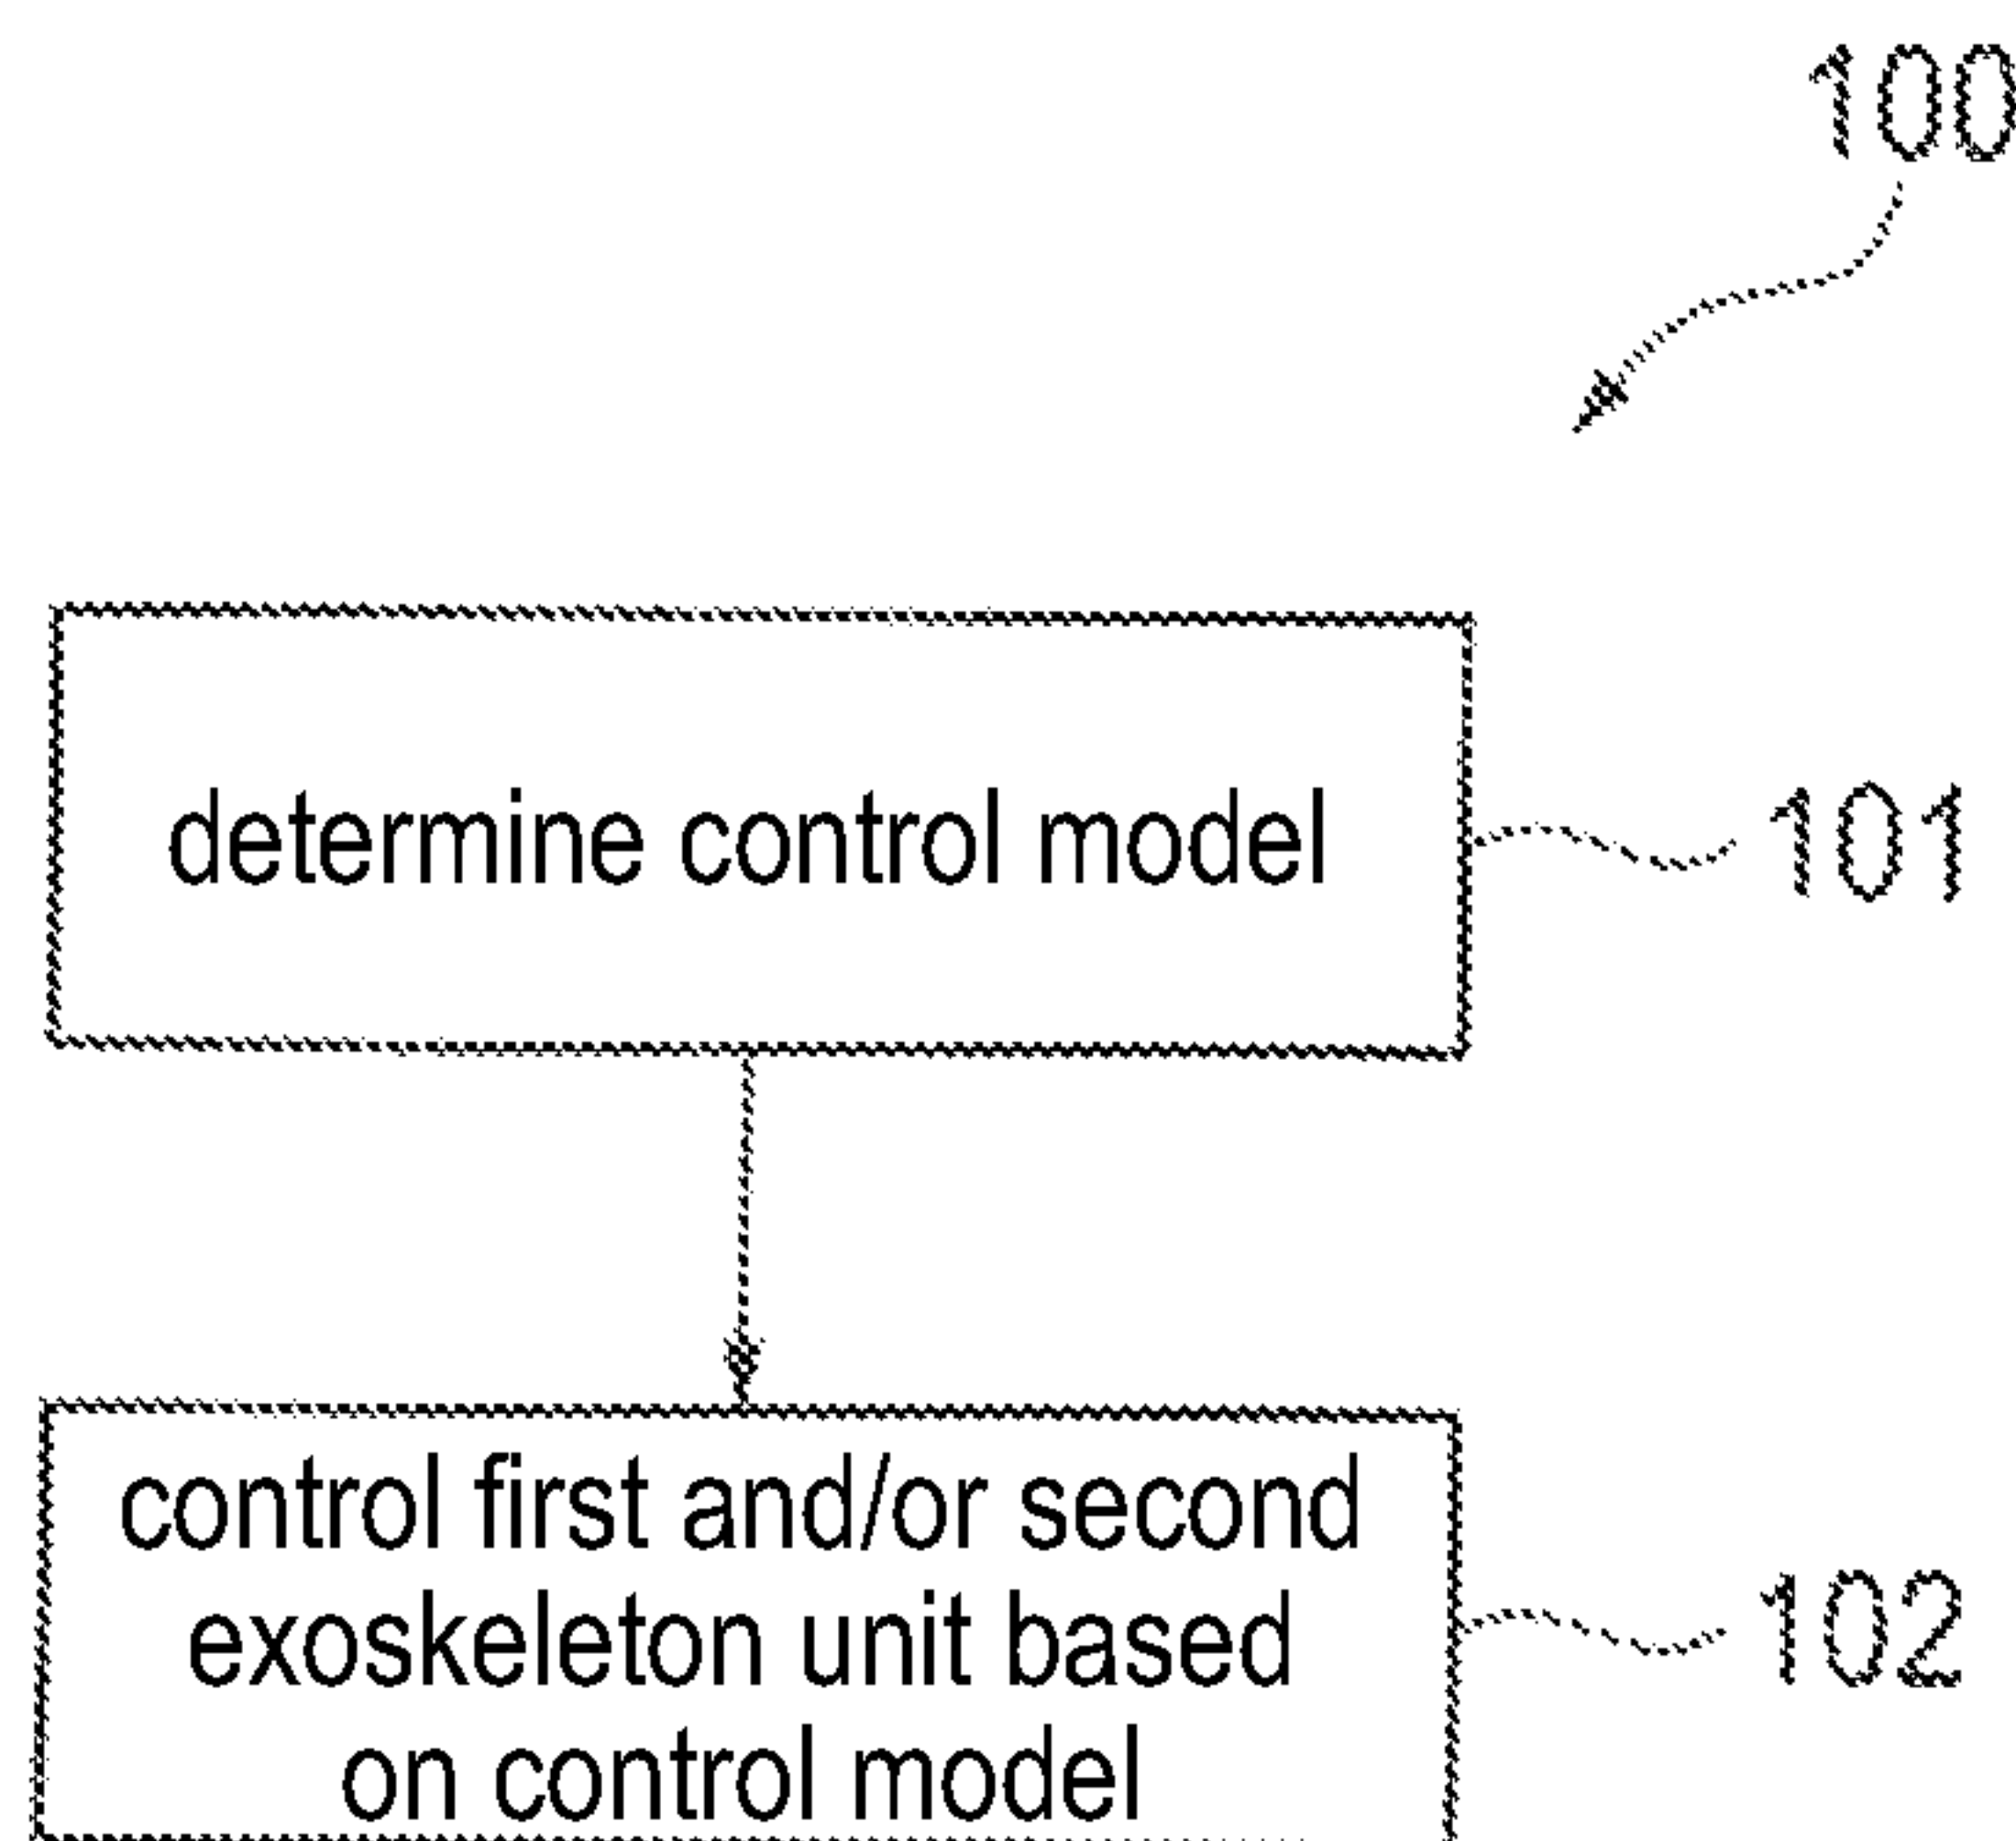 100
determine control model
101
control first and/or second
exoskeleton unit based
on control model
102